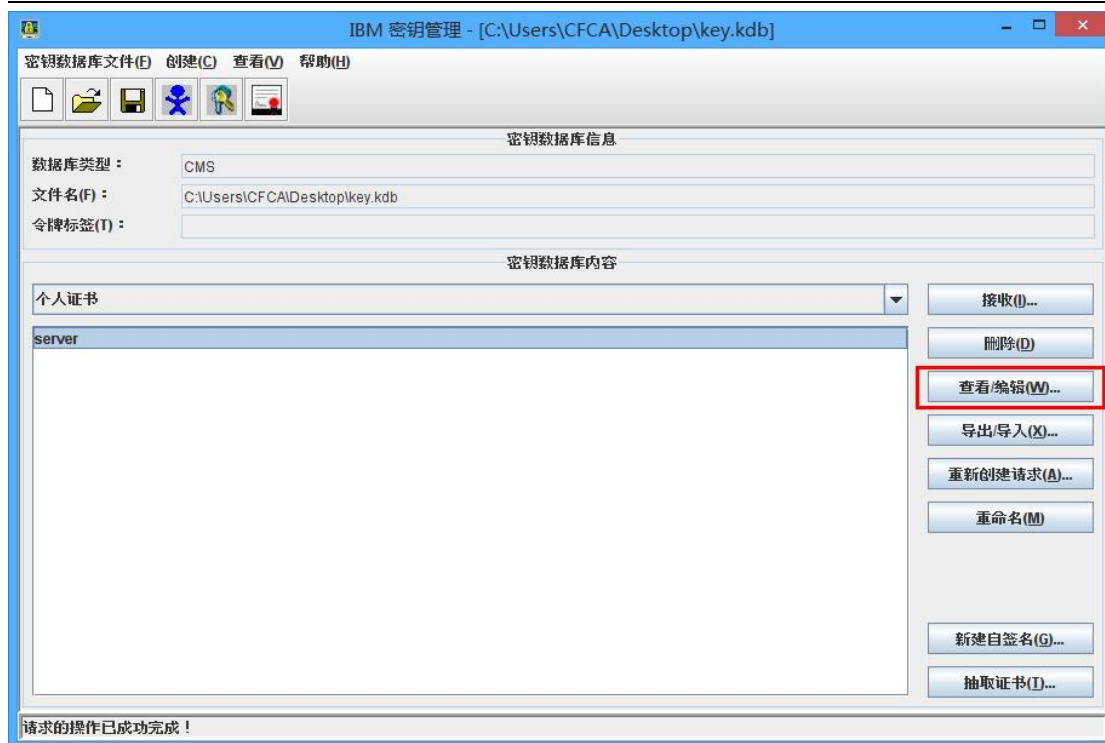 IBM 密钥管理 - [C:\Users\CFCA\Desktop\key.kdb]
密钥数据库文件(F) 创建(C) 查看(V) 帮助(H)
密钥数据库信息
数据库类型： CMS
文件名(F)： C:\Users\CFCA\Desktop\key.kdb
令牌标签(T)：
密钥数据库内容
个人证书
接收(I)...
server
删除(D)
查看/编辑(W)...
导出/导入(X)...
重新创建请求(A)...
重命名(M)
新建自签名(G)...
抽取证书(T)...
请求的操作已成功完成！